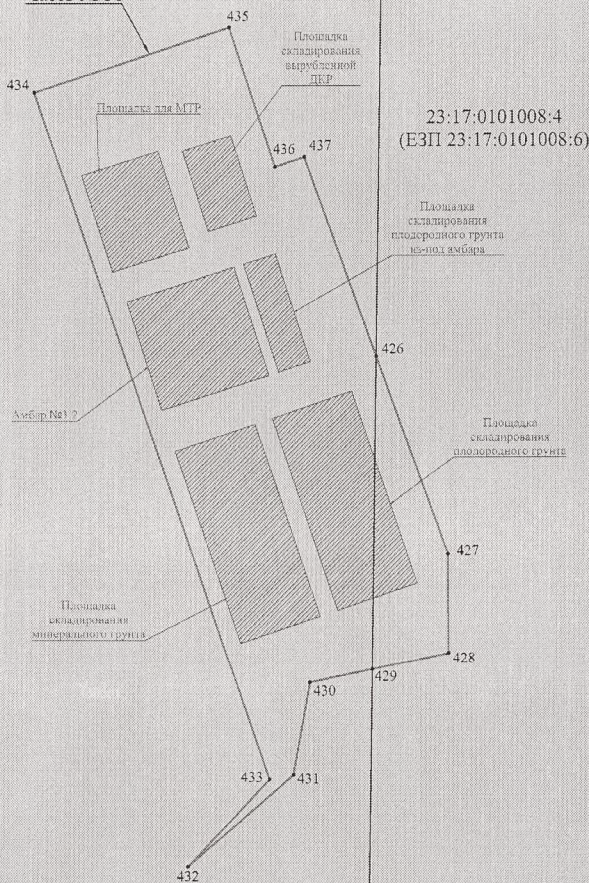 435
Площадка
складирования
вырубленной
ДКР
434
Площадка для МТР
23:17:0101008:4
(ЕЗП 23:17:0101008:6)
436
437
Площадка
складирования
плодородного грунта
из-под амбара
426
Амбар №1.2
Площадка
складирования
плодородного грунта
427
Площадка
складирования
минерального грунта
428
429
430
433
431
432